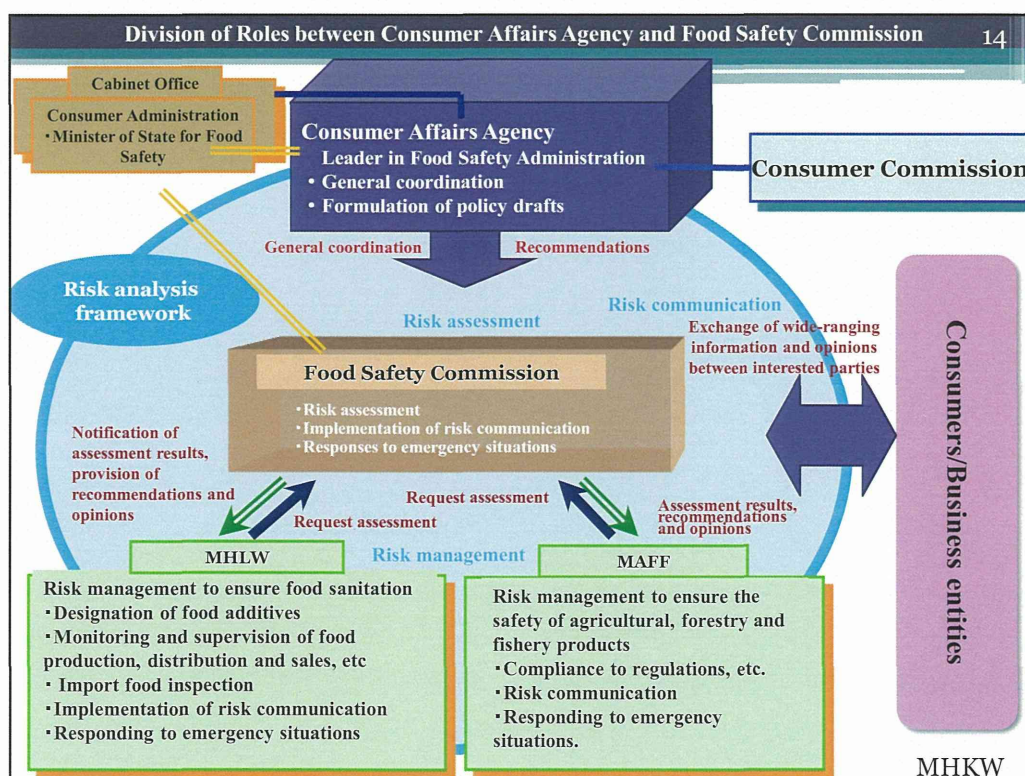 Division of Roles between Consumer Affairs Agency and Food Safety Commission
14
Cabinet Office
Consumer Administration
・Minister of State for Food
Safety
Consumer Affairs Agency
Leader in Food Safety Administration
• General coordination
• Formulation of policy drafts
Consumer Commission
General coordination
Recommendations
Risk analysis
framework
Risk assessment
Risk communication
Exchange of wide-ranging
information and opinions
between interested parties
Food Safety Commission
・Risk assessment
・Implementation of risk communication
・Responses to emergency situations
Consumers/Business entities
Notification of
assessment results,
provision of
recommendations and
opinions
Request assessment
Request assessment
Assessment results,
recommendations
and opinions
Risk management
MHLW
Risk management to ensure food sanitation
・Designation of food additives
・Monitoring and supervision of food
production, distribution and sales, etc
・Import food inspection
・Implementation of risk communication
・Responding to emergency situations
MAFF
Risk management to ensure the
safety of agricultural, forestry and
fishery products
・Compliance to regulations, etc.
・Risk communication
・Responding to emergency
situations.
MHKW